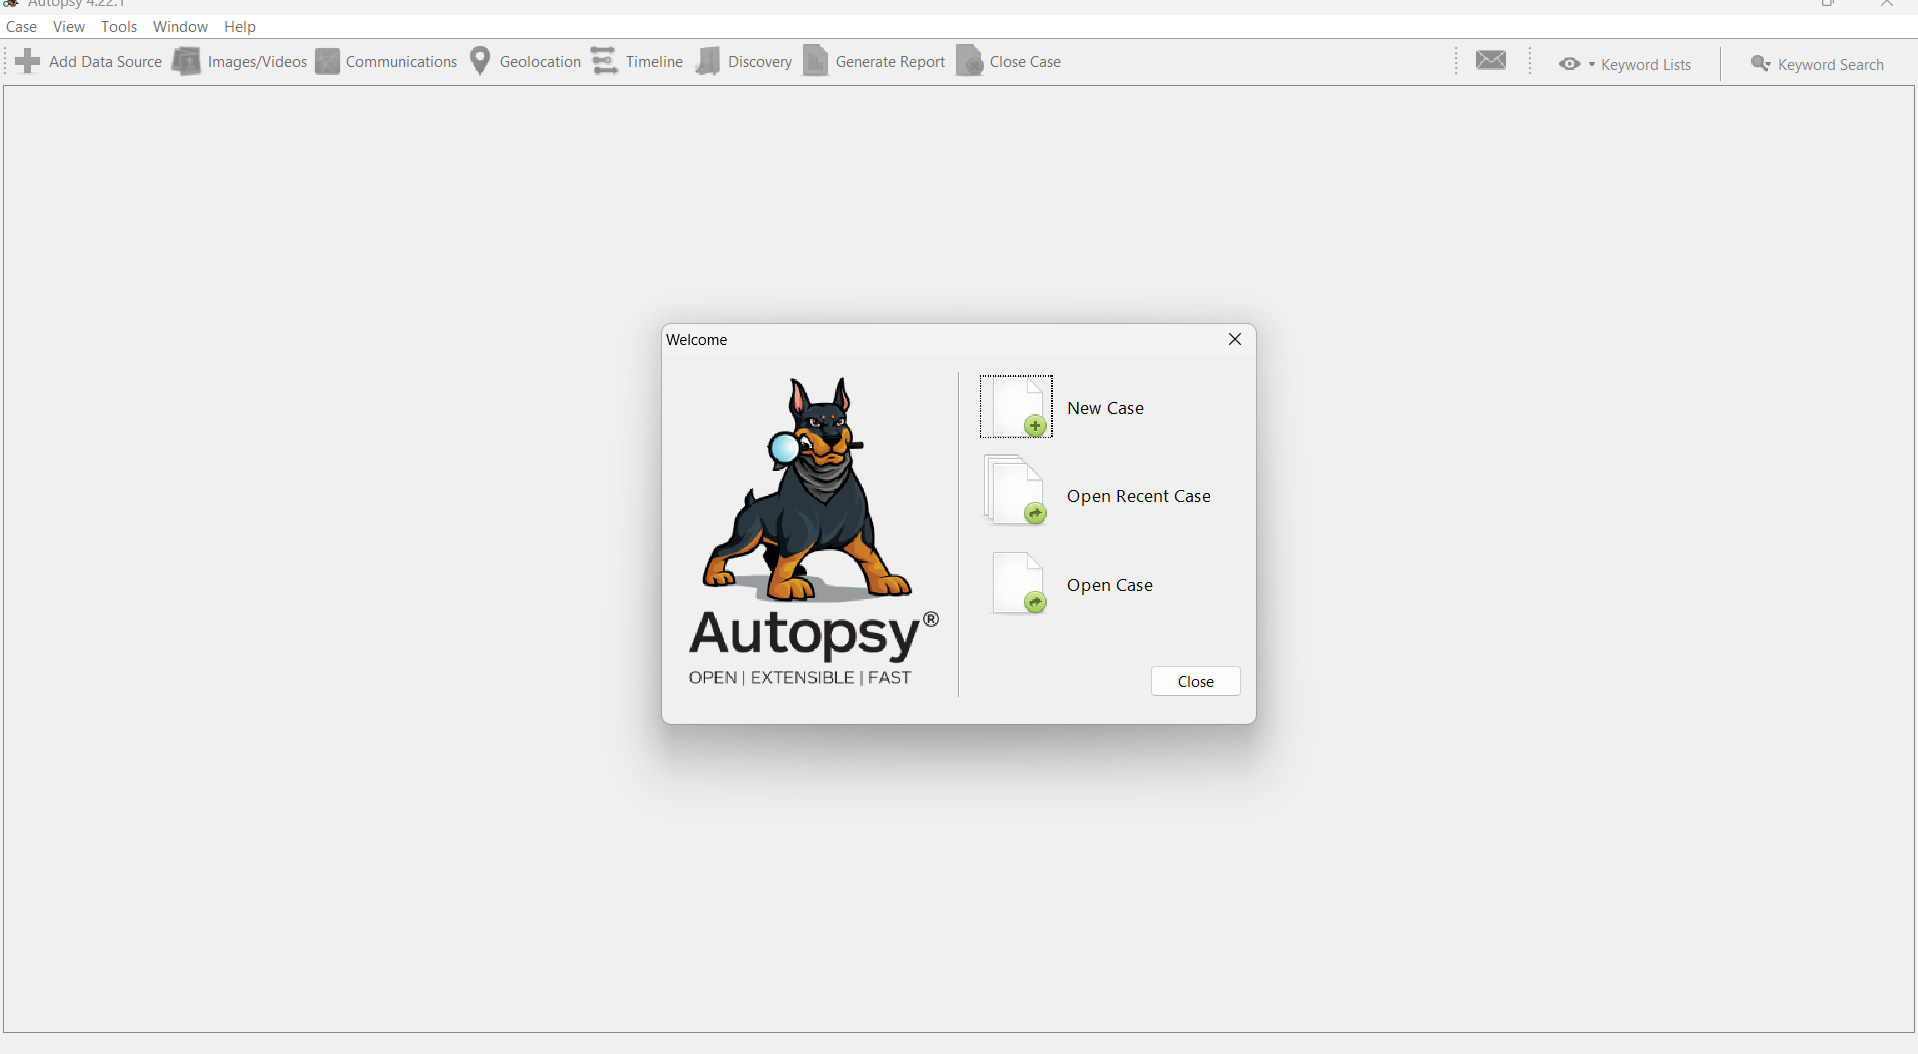 Autopsy 4.22.1
Case View Tools Window Help
Add Data Source Images/Videos Communications Geolocation Timeline Discovery Generate Report Close Case Keyword Lists Keyword Search
Welcome
New Case
Open Recent Case
Open Case
Autopsy®
OPEN | EXTENSIBLE | FAST
Close